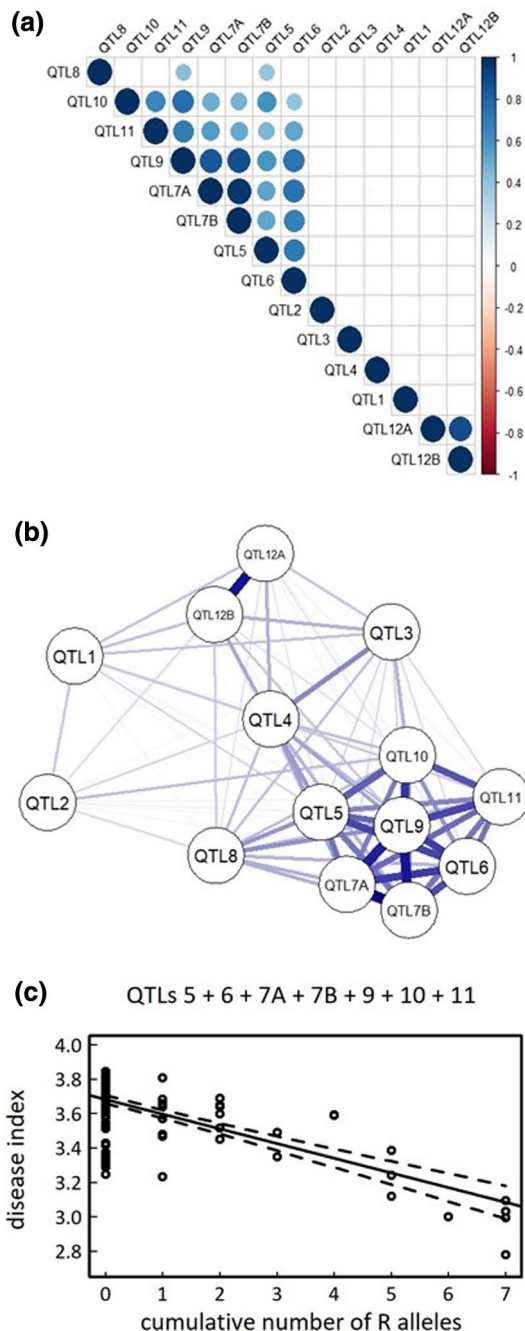 (a)
QTL8 QTL10 QTL11 QTL9 QTL7A QTL7B QTL5 QTL6 QTL2 QTL3 QTL4 QTL1 QTL12A QTL12B
QTL8
QTL10
QTL11
QTL9
QTL7A
QTL7B
QTL5
QTL6
QTL2
QTL3
QTL4
QTL1
QTL12A
QTL12B
1
0.8
0.6
0.4
0.2
0
-0.2
-0.4
-0.6
-0.8
-1
(b)
QTL12A
QTL12B
QTL3
QTL1
QTL4
QTL10
QTL11
QTL2
QTL5
QTL9
QTL8
QTL6
QTL7A
QTL7B
(c) QTLs 5 + 6 + 7A + 7B + 9 + 10 + 11
disease index
4.0
3.8
3.6
3.4
3.2
3.0
2.8
0 1 2 3 4 5 6 7
cumulative number of R alleles